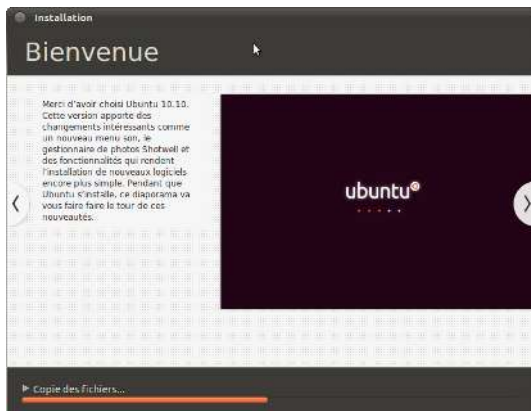 Installation
Bienvenue
Merci d'avoir choisi Ubuntu 10.10.
Cette version apporte des
changements intéressants comme
un nouveau menu son, le
gestionnaire de photos Shotwell et
des fonctionnalités qui rendent
l'installation de nouveaux logiciels
encore plus simple. Pendant que
Ubuntu s'installe, ce diaporama va
vous faire faire le tour de ces
nouveautés.
ubuntu
Copie des fichiers...